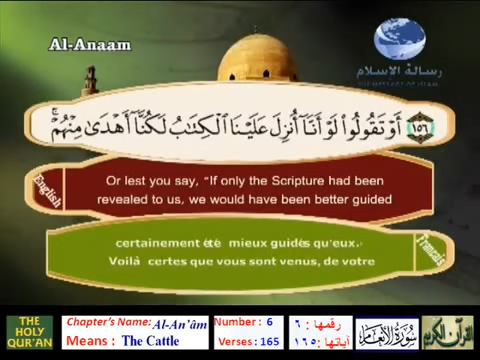 Al-Anaam
رسالة الإسلام
١٥٦ أَوْ تَقُولُوا۟ لَوْ أَنَّآ أُنزِلَ عَلَيْنَا ٱلْكِتَٰبُ لَكُنَّآ أَهْدَىٰ مِنْهُمْ ۚ
English
Or lest you say, "If only the Scripture had been
revealed to us, we would have been better guided
certainement été mieux guidés qu'eux.»
Voilà certes que vous sont venus, de votre
Francais
THE HOLY QUR'AN
Chapter's Name: Al-An'âm
Means : The Cattle
Number : 6
Verses : 165
رقمها : ٦
آياتها: ١٦٥
سورة الأنعام
القرآن الكريم